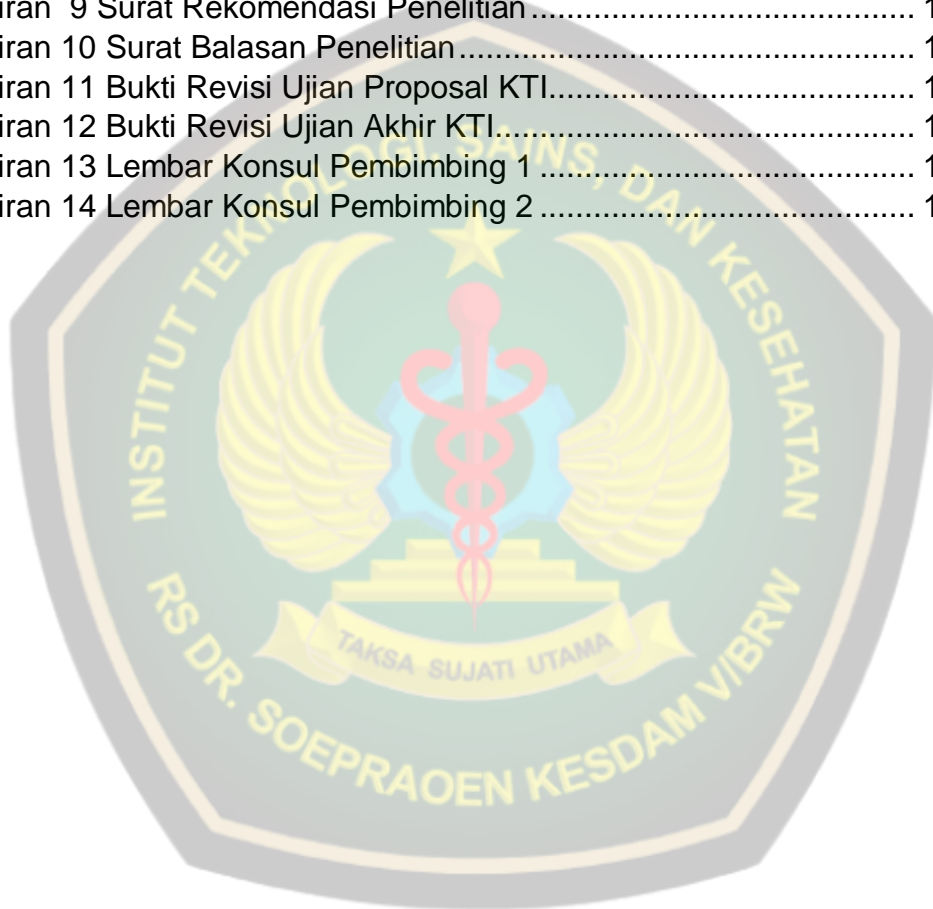 iran  9 Surat Rekomendasi Penelitian ........................................ 1
iran 10 Surat Balasan Penelitian ................................................ 1
iran 11 Bukti Revisi Ujian Proposal KTI...................................... 1
iran 12 Bukti Revisi Ujian Akhir KTI............................................ 1
iran 13 Lembar Konsul Pembimbing 1 ....................................... 1
iran 14 Lembar Konsul Pembimbing 2 ....................................... 1
INSTITUT TEKNOLOGI, SAINS, DAN KESEHATAN
TAKSA SUJATI UTAMA
RS DR. SOEPRAOEN KESDAM V/BRW